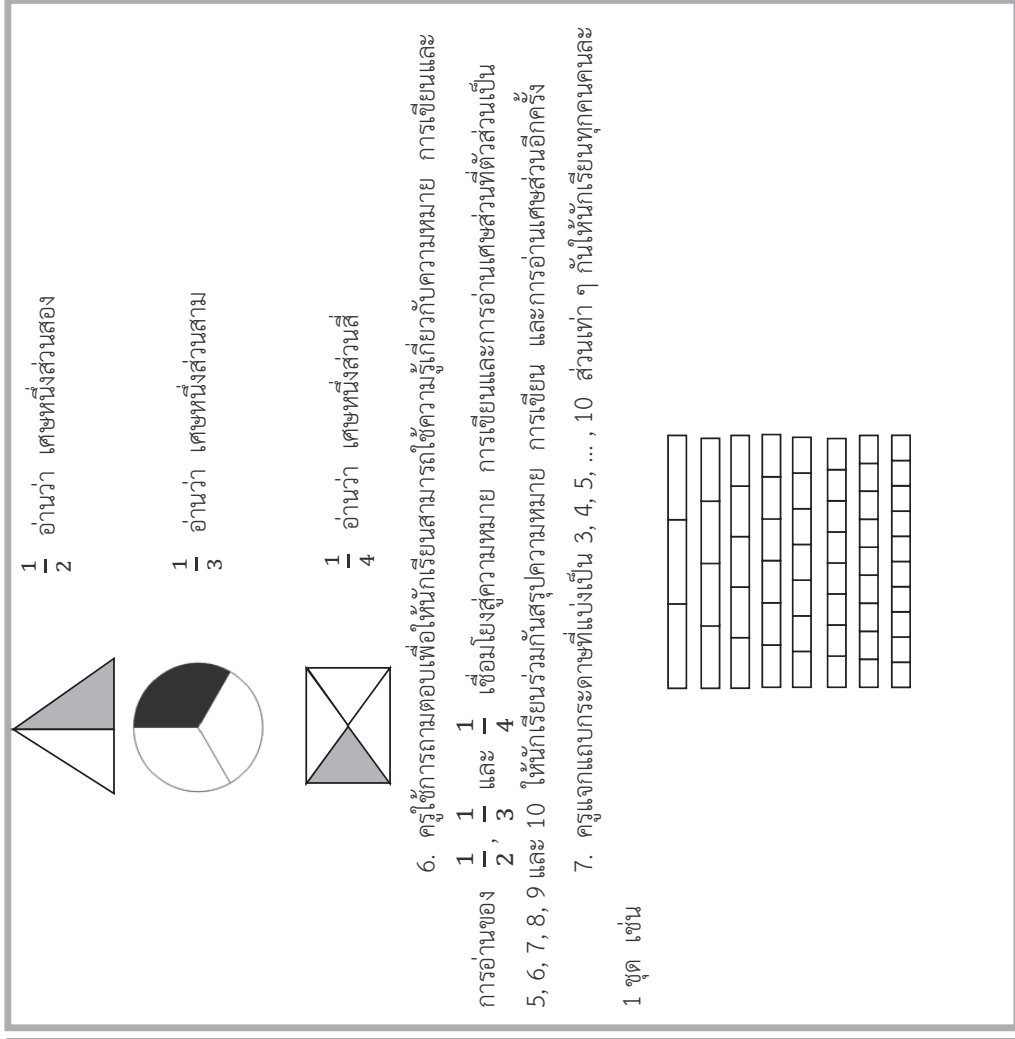 1/2 อ่านว่า เศษหนึ่งส่วนสอง
1/3 อ่านว่า เศษหนึ่งส่วนสาม
1/4 อ่านว่า เศษหนึ่งส่วนสี่
6. ครูใช้การถามตอบเพื่อให้นักเรียนสามารถใช้ความรู้เกี่ยวกับความหมาย การเขียนและ
การอ่านของ 1/2 , 1/3 และ 1/4 เชื่อมโยงสู่ความหมาย การเขียนและการอ่านเศษส่วนที่ตัวส่วนเป็น
5, 6, 7, 8, 9 และ 10 ให้นักเรียนร่วมกันสรุปความหมาย การเขียน และการอ่านเศษส่วนอีกครั้ง
7. ครูแจกแถบกระดาษที่แบ่งเป็น 3, 4, 5, ... , 10 ส่วนเท่า ๆ กันให้นักเรียนทุกคนคนละ
1 ชุด เช่น